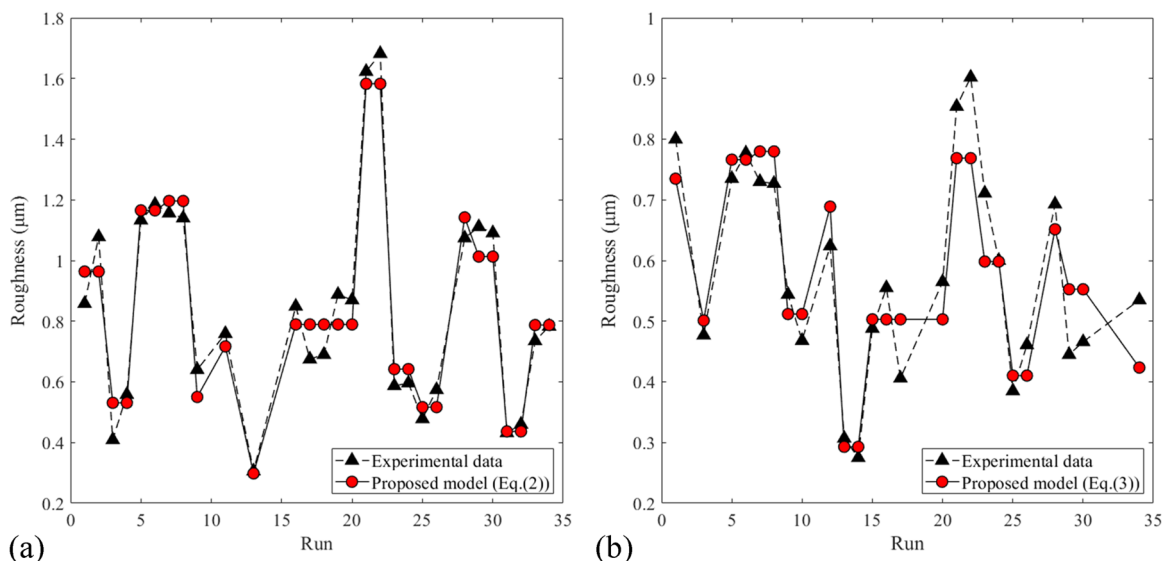 1.8
1.6
1.4
1.2
1
0.8
0.6
0.4
0.2
Roughness (μm)
0 5 10 15 20 25 30 35
Run
Experimental data
Proposed model (Eq.(2))
(a)
1
0.9
0.8
0.7
0.6
0.5
0.4
0.3
0.2
Roughness (μm)
0 5 10 15 20 25 30 35
Run
Experimental data
Proposed model (Eq.(3))
(b)